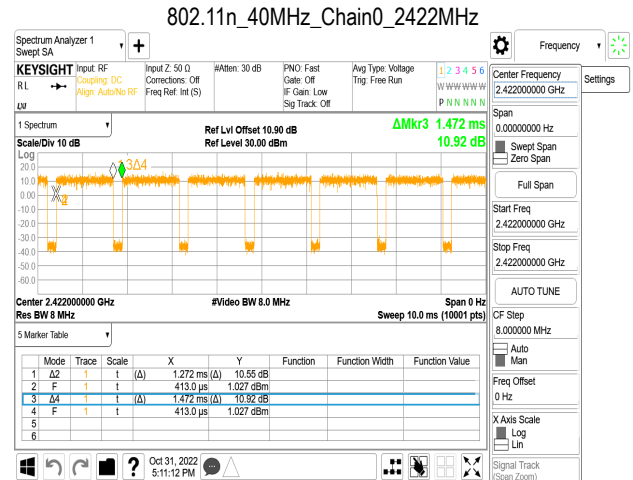 802.11n_40MHz_Chain0_2422MHz
Spectrum Analyzer 1
Swept SA
Frequency
KEYSIGHT
Input: RF
Coupling: DC
Align: Auto/No RF
Input Z: 50 Ω
Corrections: Off
Freq Ref: Int (S)
#Atten: 30 dB
PNO: Fast
Gate: Off
IF Gain: Low
Sig Track: Off
Avg Type: Voltage
Trig: Free Run
1 2 3 4 5 6
W W W W W W
P N N N N N
R L
LXI
Center Frequency
2.422000000 GHz
Settings
Span
0.00000000 Hz
Swept Span
Zero Span
Full Span
Start Freq
2.422000000 GHz
Stop Freq
2.422000000 GHz
AUTO TUNE
CF Step
8.000000 MHz
Auto
Man
Freq Offset
0 Hz
X Axis Scale
Log
Lin
Signal Track
(Span Zoom)
1 Spectrum
Scale/Div 10 dB
Ref Lvl Offset 10.90 dB
Ref Level 30.00 dBm
ΔMkr3 1.472 ms
10.92 dB
Log
20.0
10.0
0.00
-10.0
-20.0
-30.0
-40.0
-50.0
-60.0
3Δ4
Center 2.422000000 GHz
Res BW 8 MHz
#Video BW 8.0 MHz
Span 0 Hz
Sweep 10.0 ms (10001 pts)
5 Marker Table
Mode Trace Scale X Y Function Function Width Function Value
1 Δ2 1 t (Δ) 1.272 ms (Δ) 10.55 dB
2 F 1 t 413.0 µs 1.027 dBm
3 Δ4 1 t (Δ) 1.472 ms (Δ) 10.92 dB
4 F 1 t 413.0 µs 1.027 dBm
5
6
?
Oct 31, 2022
5:11:12 PM